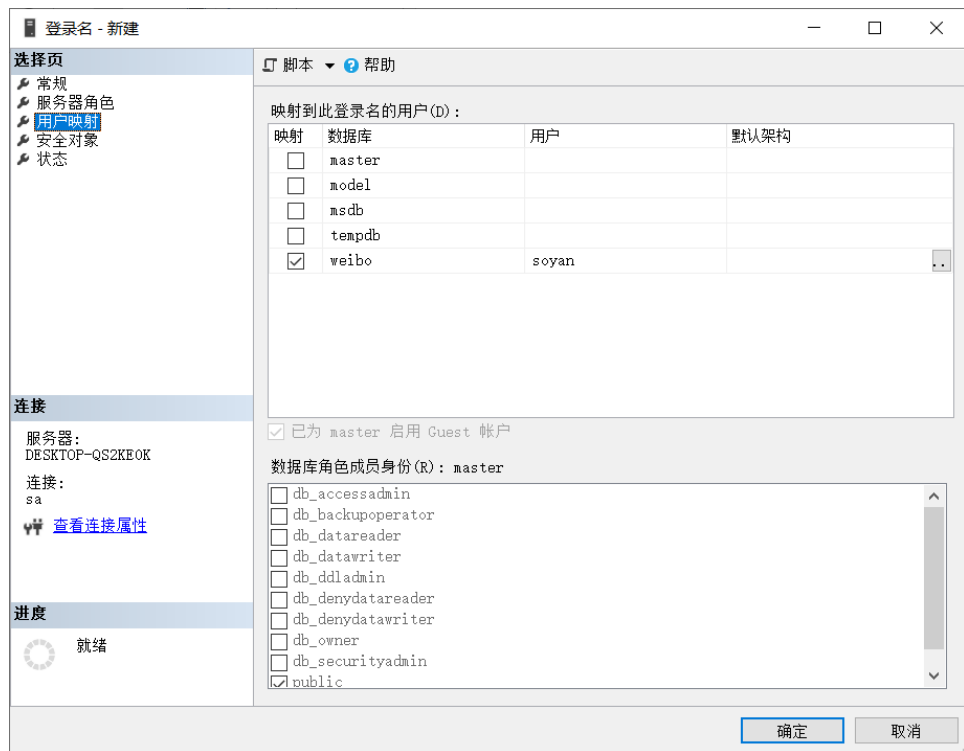 登录名 - 新建
选择页
常规
服务器角色
用户映射
安全对象
状态
脚本 帮助
映射到此登录名的用户(D):
映射 数据库 用户 默认架构
master
model
msdb
tempdb
weibo soyan ..
已为 master 启用 Guest 帐户
数据库角色成员身份(R): master
db_accessadmin
db_backupoperator
db_datareader
db_datawriter
db_ddladmin
db_denydatareader
db_denydatawriter
db_owner
db_securityadmin
public
连接
服务器:
DESKTOP-QS2KEOK
连接:
sa
查看连接属性
进度
就绪
确定 取消